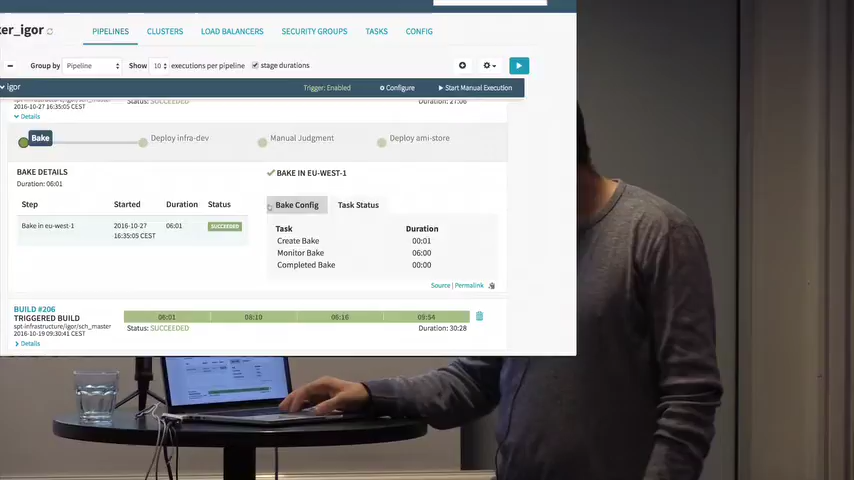 er_igor
PIPELINES CLUSTERS LOAD BALANCERS SECURITY GROUPS TASKS CONFIG
Group by Pipeline Show 10 executions per pipeline stage durations
igor Trigger: Enabled Configure Start Manual Execution
spt-infrastructure/igor/sch_master Status: SUCCEEDED Duration: 27:06
2016-10-27 16:35:05 CEST
Details
Bake Deploy infra-dev Manual Judgment Deploy ami-store
BAKE DETAILS
Duration: 06:01
BAKE IN EU-WEST-1
Step Started Duration Status
Bake in eu-west-1 2016-10-27 16:35:05 CEST 06:01 SUCCEEDED
Bake Config Task Status
Task Duration
Create Bake 00:01
Monitor Bake 06:00
Completed Bake 00:00
Source | Permalink
BUILD #206
TRIGGERED BUILD
spt-infrastructure/igor/sch_master
2016-10-19 09:30:41 CEST
Details
06:01 08:10 06:16 09:54
Status: SUCCEEDED Duration: 30:28